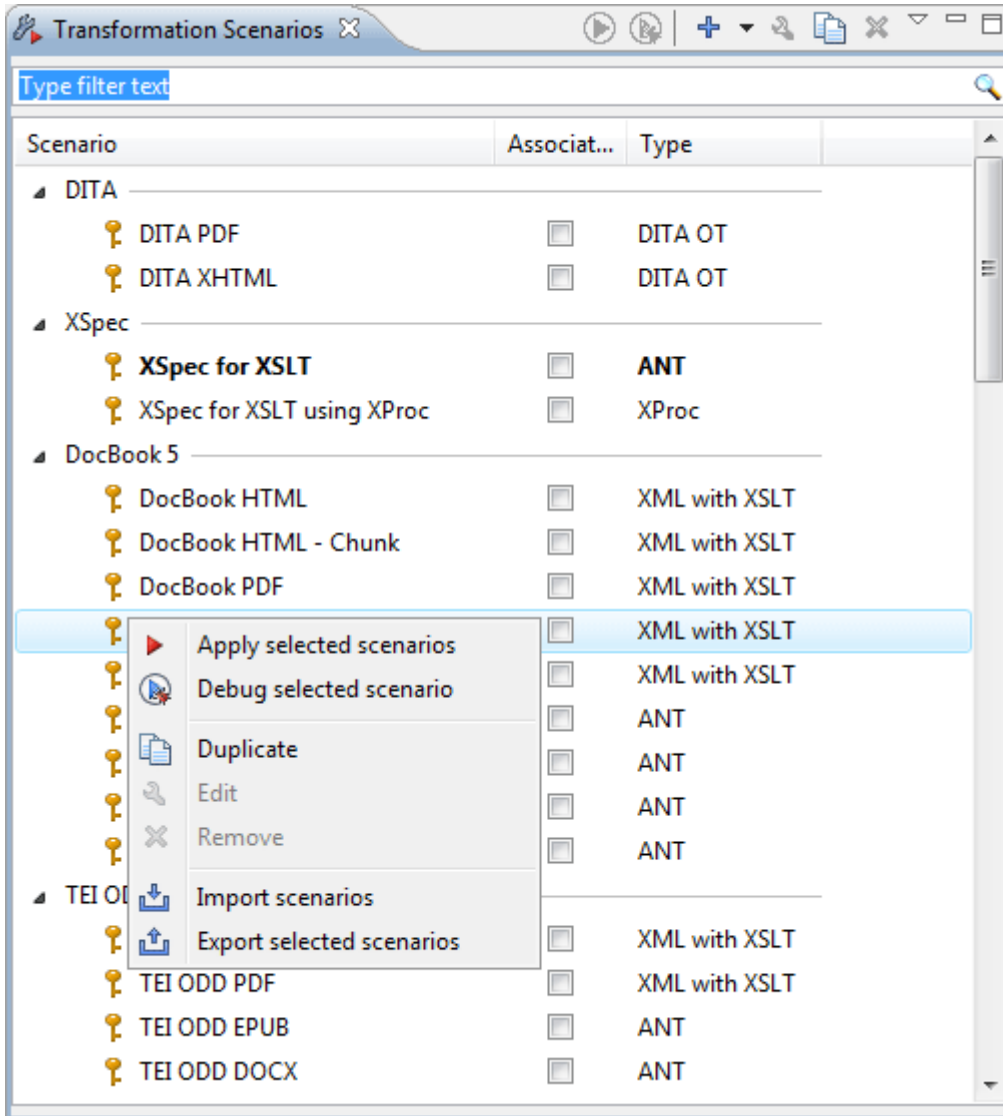 Transformation Scenarios
Type filter text
Scenario Associat... Type
DITA
DITA PDF DITA OT
DITA XHTML DITA OT
XSpec
XSpec for XSLT ANT
XSpec for XSLT using XProc XProc
DocBook 5
DocBook HTML XML with XSLT
DocBook HTML - Chunk XML with XSLT
DocBook PDF XML with XSLT
XML with XSLT
Apply selected scenarios
Debug selected scenario XML with XSLT
ANT
Duplicate ANT
Edit ANT
Remove ANT
TEI OD
Import scenarios
Export selected scenarios XML with XSLT
TEI ODD PDF XML with XSLT
TEI ODD EPUB ANT
TEI ODD DOCX ANT